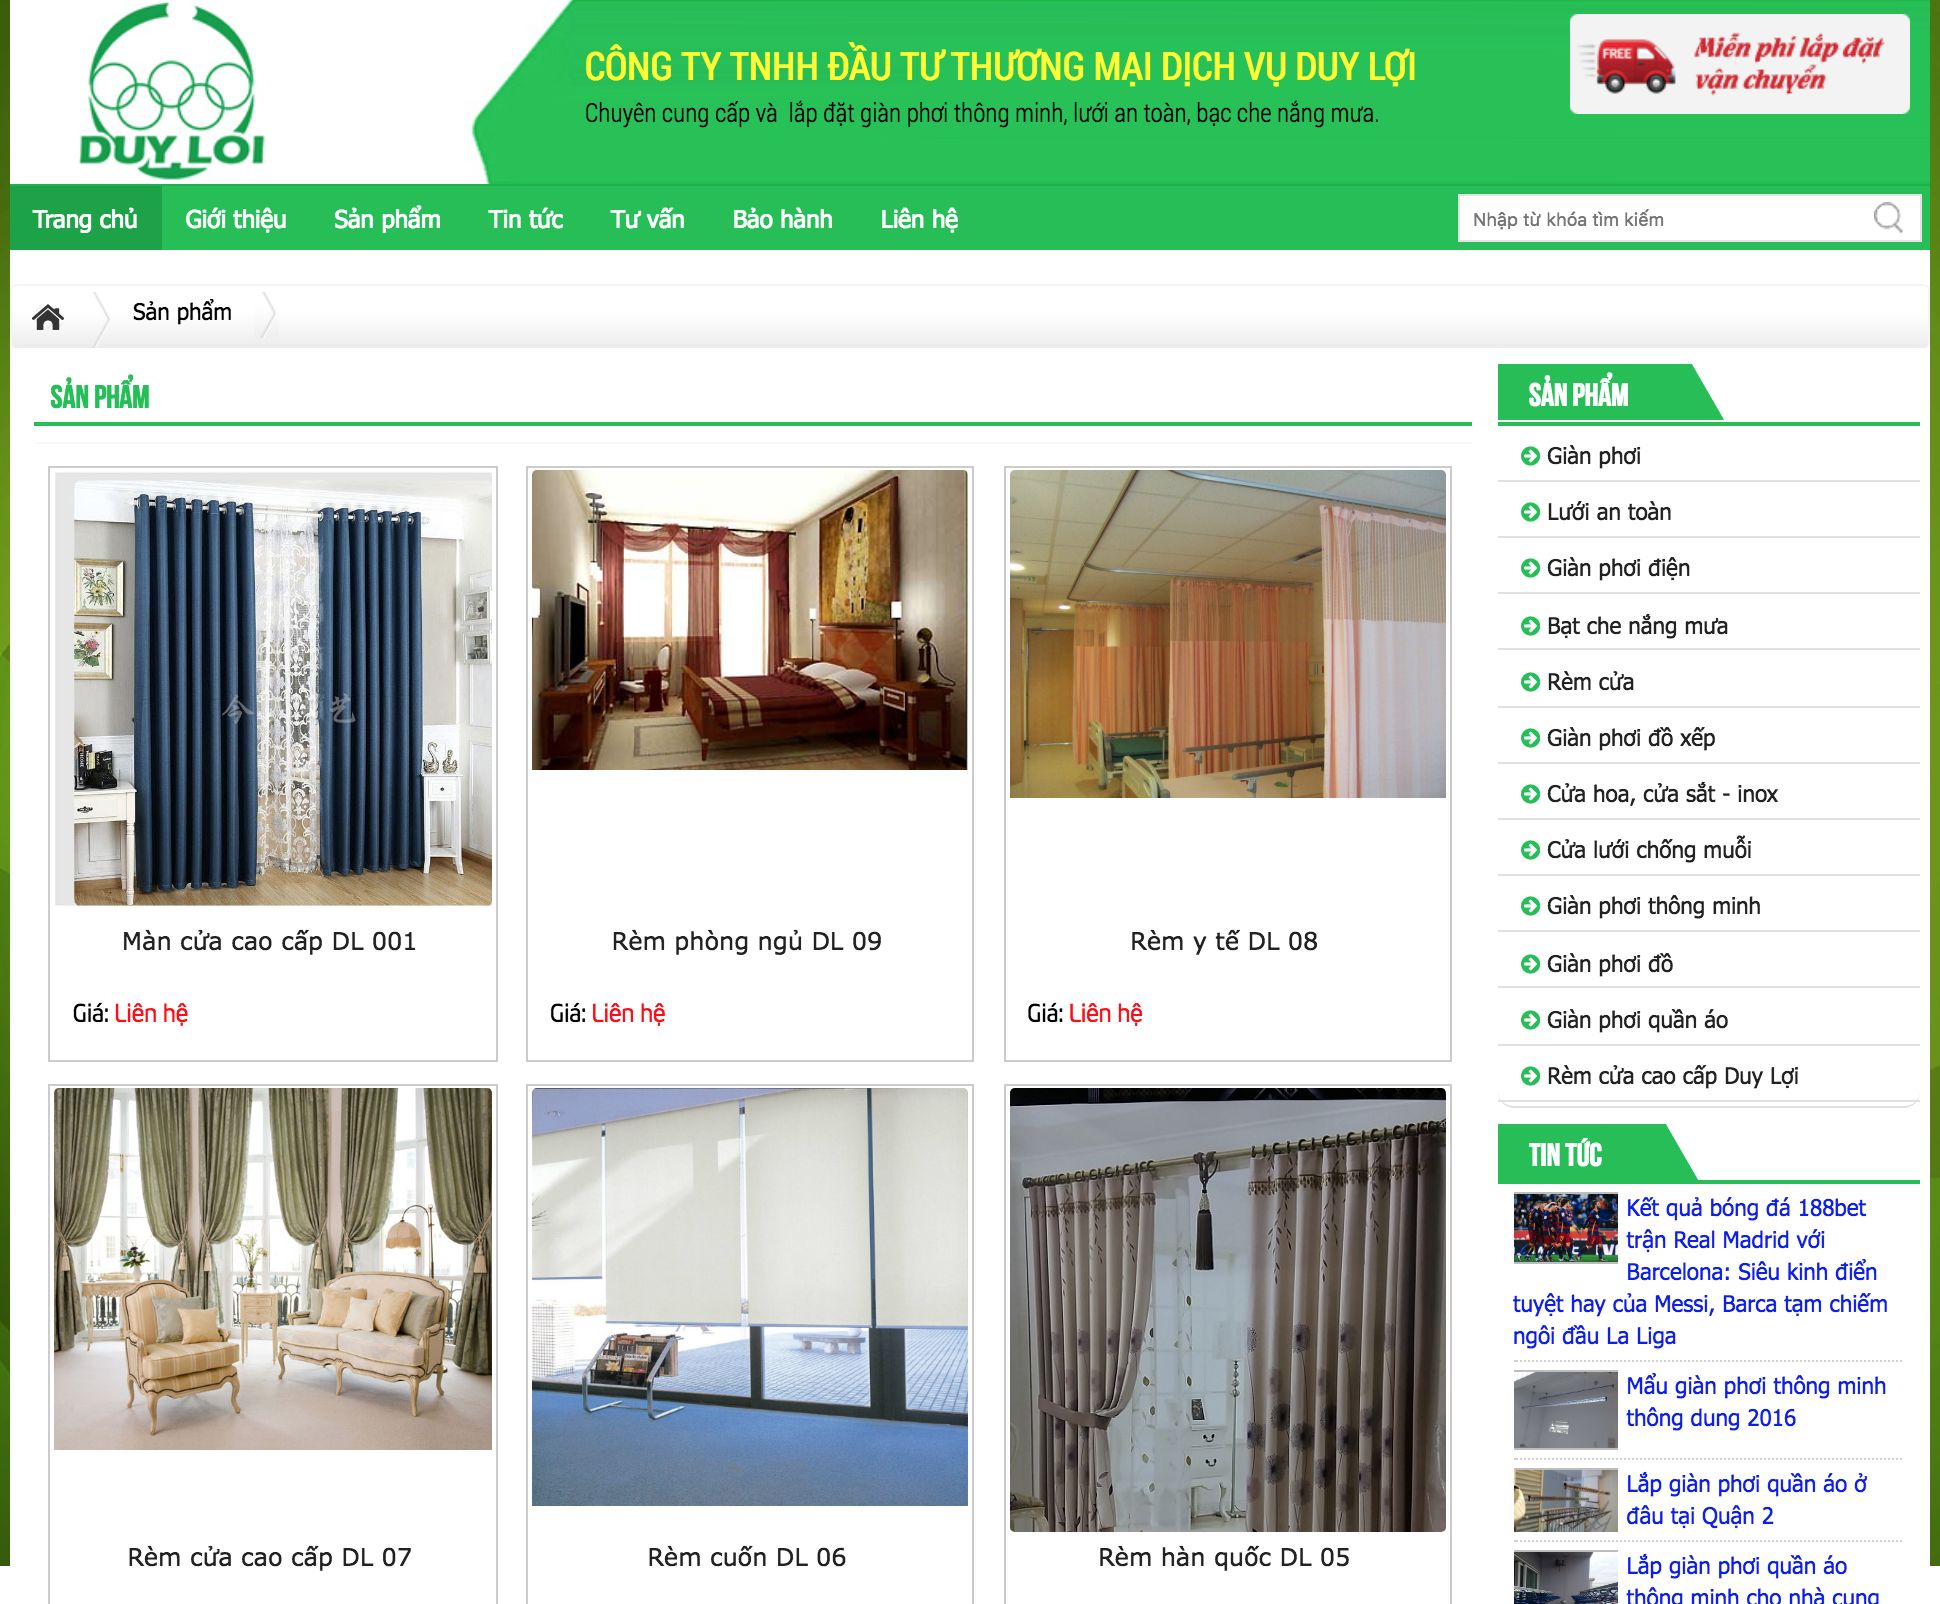 DUY LOI
CÔNG TY TNHH ĐẦU TƯ THƯƠNG MẠI DỊCH VỤ DUY LỢI
Chuyên cung cấp và lắp đặt giàn phơi thông minh, lưới an toàn, bạc che nắng mưa.
FREE
Miễn phí lắp đặt
vận chuyển
Trang chủ
Giới thiệu
Sản phẩm
Tin tức
Tư vấn
Bảo hành
Liên hệ
Nhập từ khóa tìm kiếm
Sản phẩm
SẢN PHẨM
Màn cửa cao cấp DL 001
Giá: Liên hệ
Rèm phòng ngủ DL 09
Giá: Liên hệ
Rèm y tế DL 08
Giá: Liên hệ
Rèm cửa cao cấp DL 07
Rèm cuốn DL 06
Rèm hàn quốc DL 05
SẢN PHẨM
Giàn phơi
Lưới an toàn
Giàn phơi điện
Bạt che nắng mưa
Rèm cửa
Giàn phơi đồ xếp
Cửa hoa, cửa sắt - inox
Cửa lưới chống muỗi
Giàn phơi thông minh
Giàn phơi đồ
Giàn phơi quần áo
Rèm cửa cao cấp Duy Lợi
TIN TỨC
Kết quả bóng đá 188bet
trận Real Madrid với
Barcelona: Siêu kinh điển
tuyệt hay của Messi, Barca tạm chiếm
ngôi đầu La Liga
Mẩu giàn phơi thông minh
thông dung 2016
Lắp giàn phơi quần áo ở
đâu tại Quận 2
Lắp giàn phơi quần áo
thông minh cho nhà cung